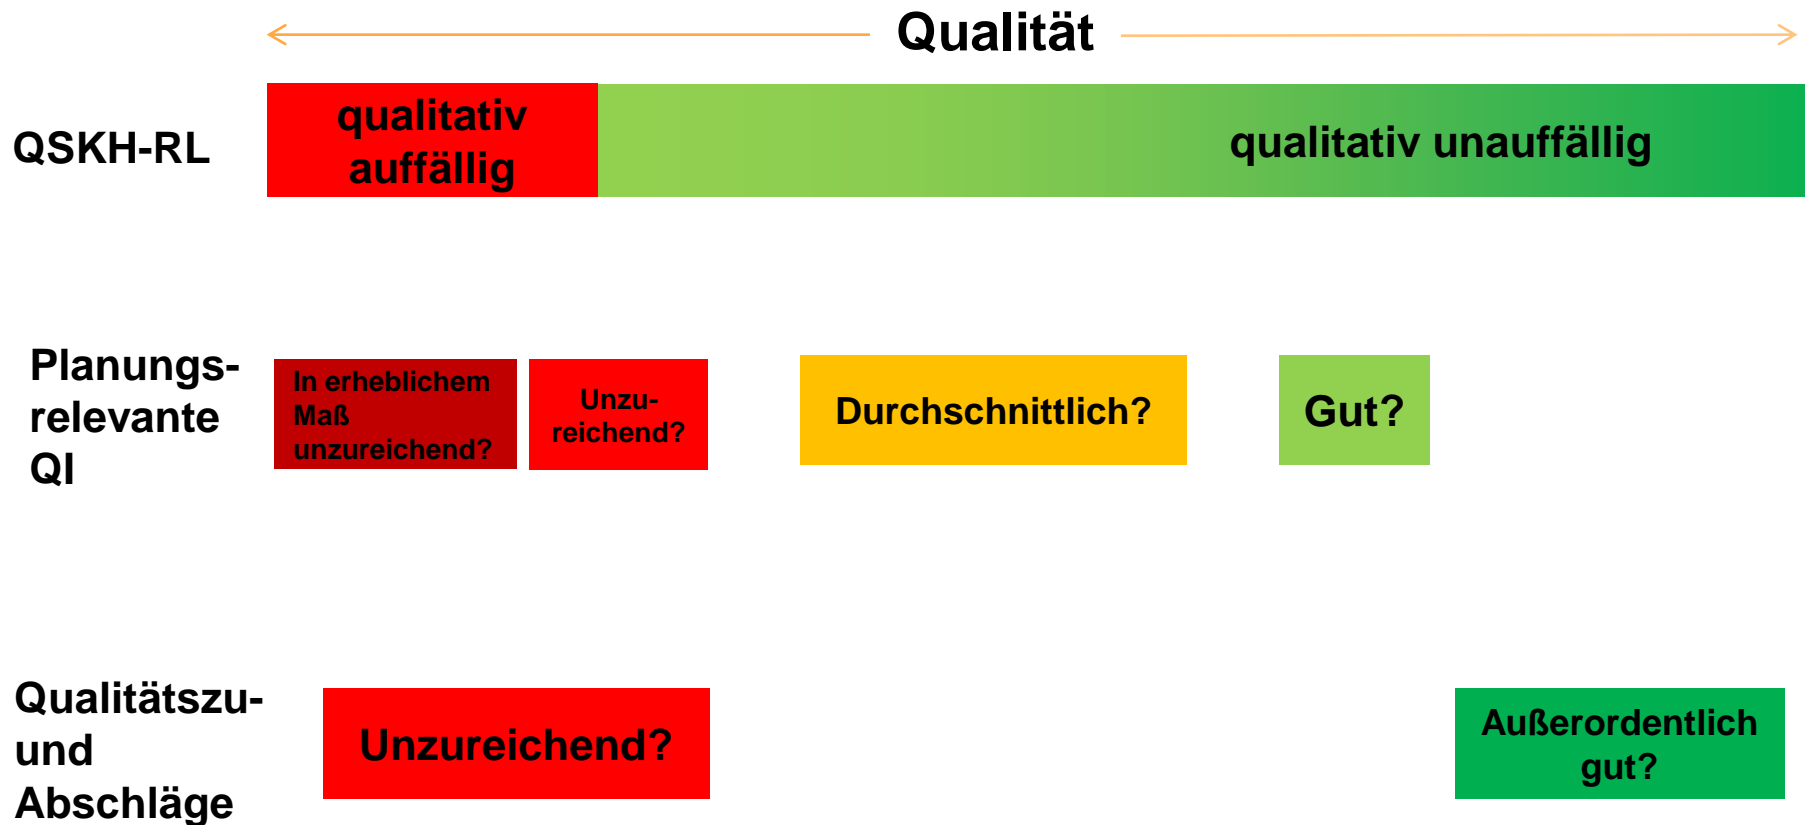 Qualität
QSKH-RL
qualitativ
auffällig
qualitativ unauffällig
Planungs-
relevante
QI
In erheblichem
Maß
unzureichend?
Unzu-
reichend?
Durchschnittlich?
Gut?
Qualitätszu-
und
Abschläge
Unzureichend?
Außerordentlich
gut?